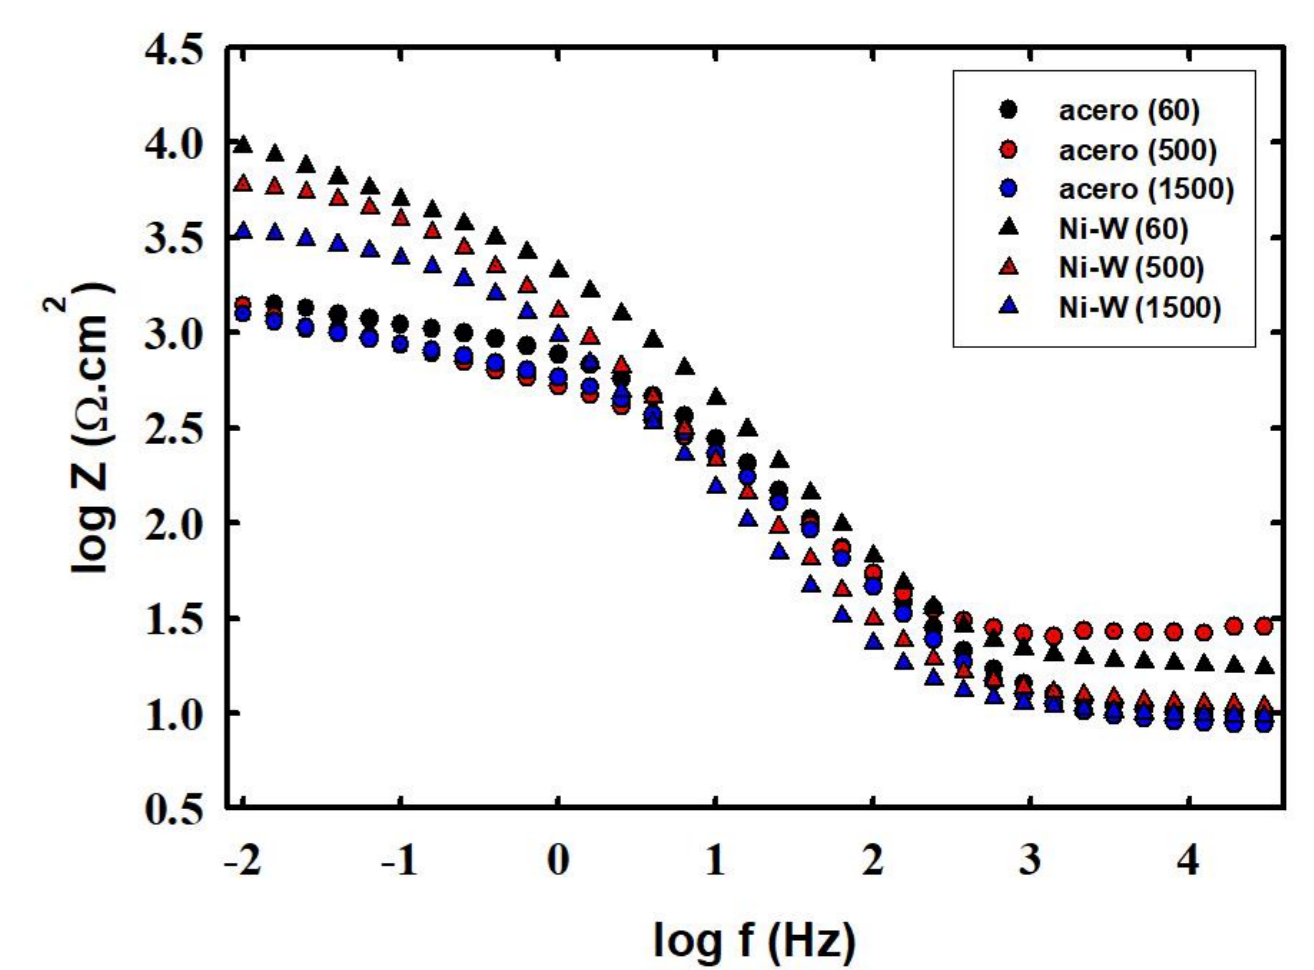 4.5
4.0
3.5
3.0
2.5
2.0
1.5
1.0
0.5
log Z (Ω.cm²)
acero (60)
acero (500)
acero (1500)
Ni-W (60)
Ni-W (500)
Ni-W (1500)
-2 -1 0 1 2 3 4
log f (Hz)